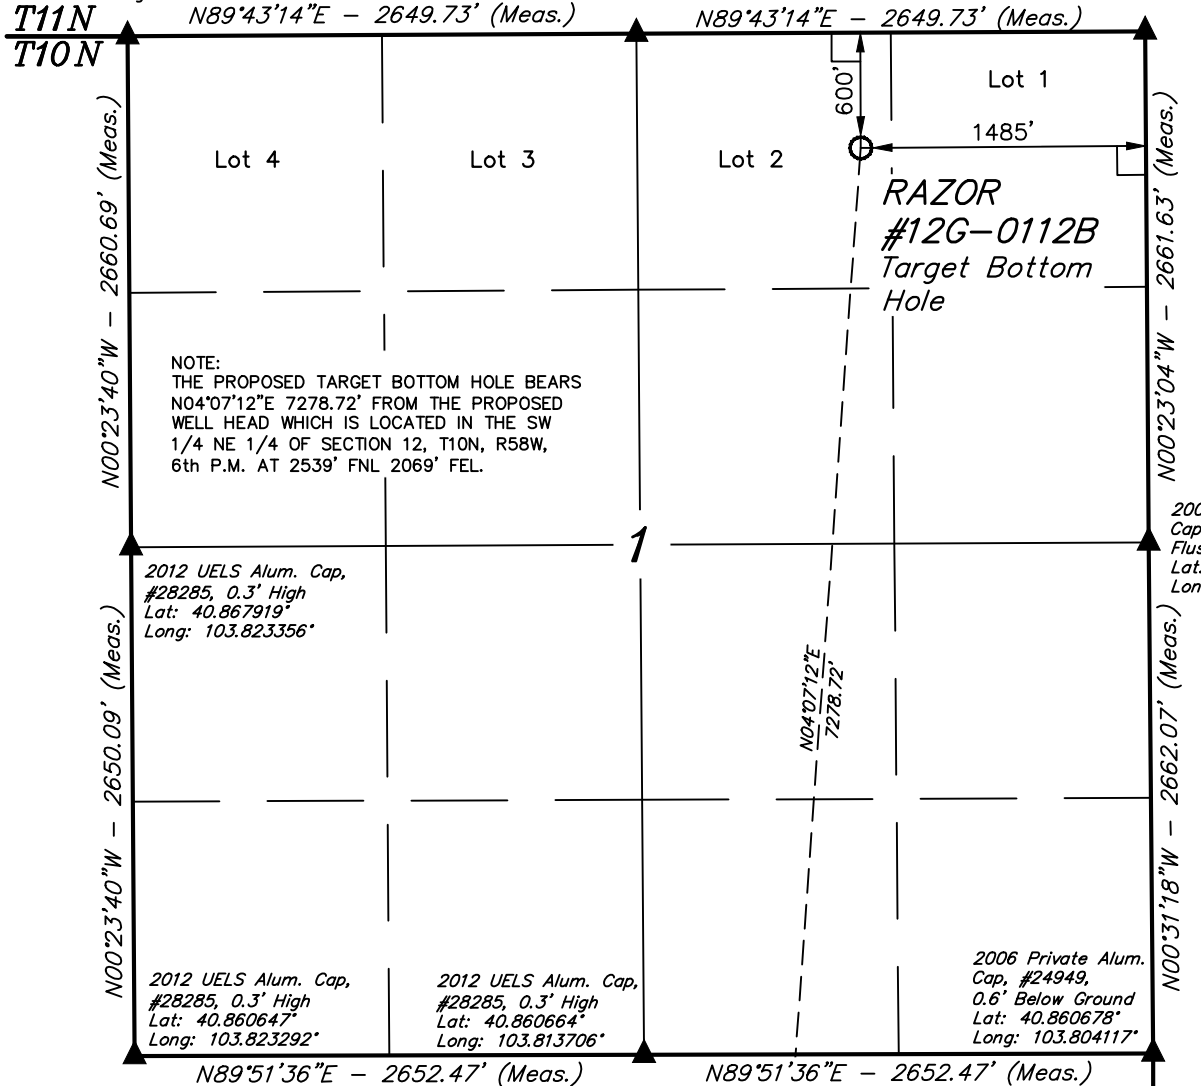 T11N
T10N
N89°43'14"E - 2649.73' (Meas.)
N89°43'14"E - 2649.73' (Meas.)
Lot 4
Lot 3
Lot 2
Lot 1
600'
1485'
RAZOR
#12G-0112B
Target Bottom
Hole
N00°23'40"W - 2660.69' (Meas.)
N00°23'04"W - 2661.63' (Meas.)
NOTE:
THE PROPOSED TARGET BOTTOM HOLE BEARS
N04°07'12"E 7278.72' FROM THE PROPOSED
WELL HEAD WHICH IS LOCATED IN THE SW
1/4 NE 1/4 OF SECTION 12, T10N, R58W,
6th P.M. AT 2539' FNL 2069' FEL.
1
200
Cap
Flus
Lat.
Lon
2012 UELS Alum. Cap,
#28285, 0.3' High
Lat: 40.867919°
Long: 103.823356°
N04°07'12"E
7278.72'
N00°23'40"W - 2650.09' (Meas.)
N00°31'18"W - 2662.07' (Meas.)
2012 UELS Alum. Cap,
#28285, 0.3' High
Lat: 40.860647°
Long: 103.823292°
2012 UELS Alum. Cap,
#28285, 0.3' High
Lat: 40.860664°
Long: 103.813706°
2006 Private Alum.
Cap, #24949,
0.6' Below Ground
Lat: 40.860678°
Long: 103.804117°
N89°51'36"E - 2652.47' (Meas.)
N89°51'36"E - 2652.47' (Meas.)